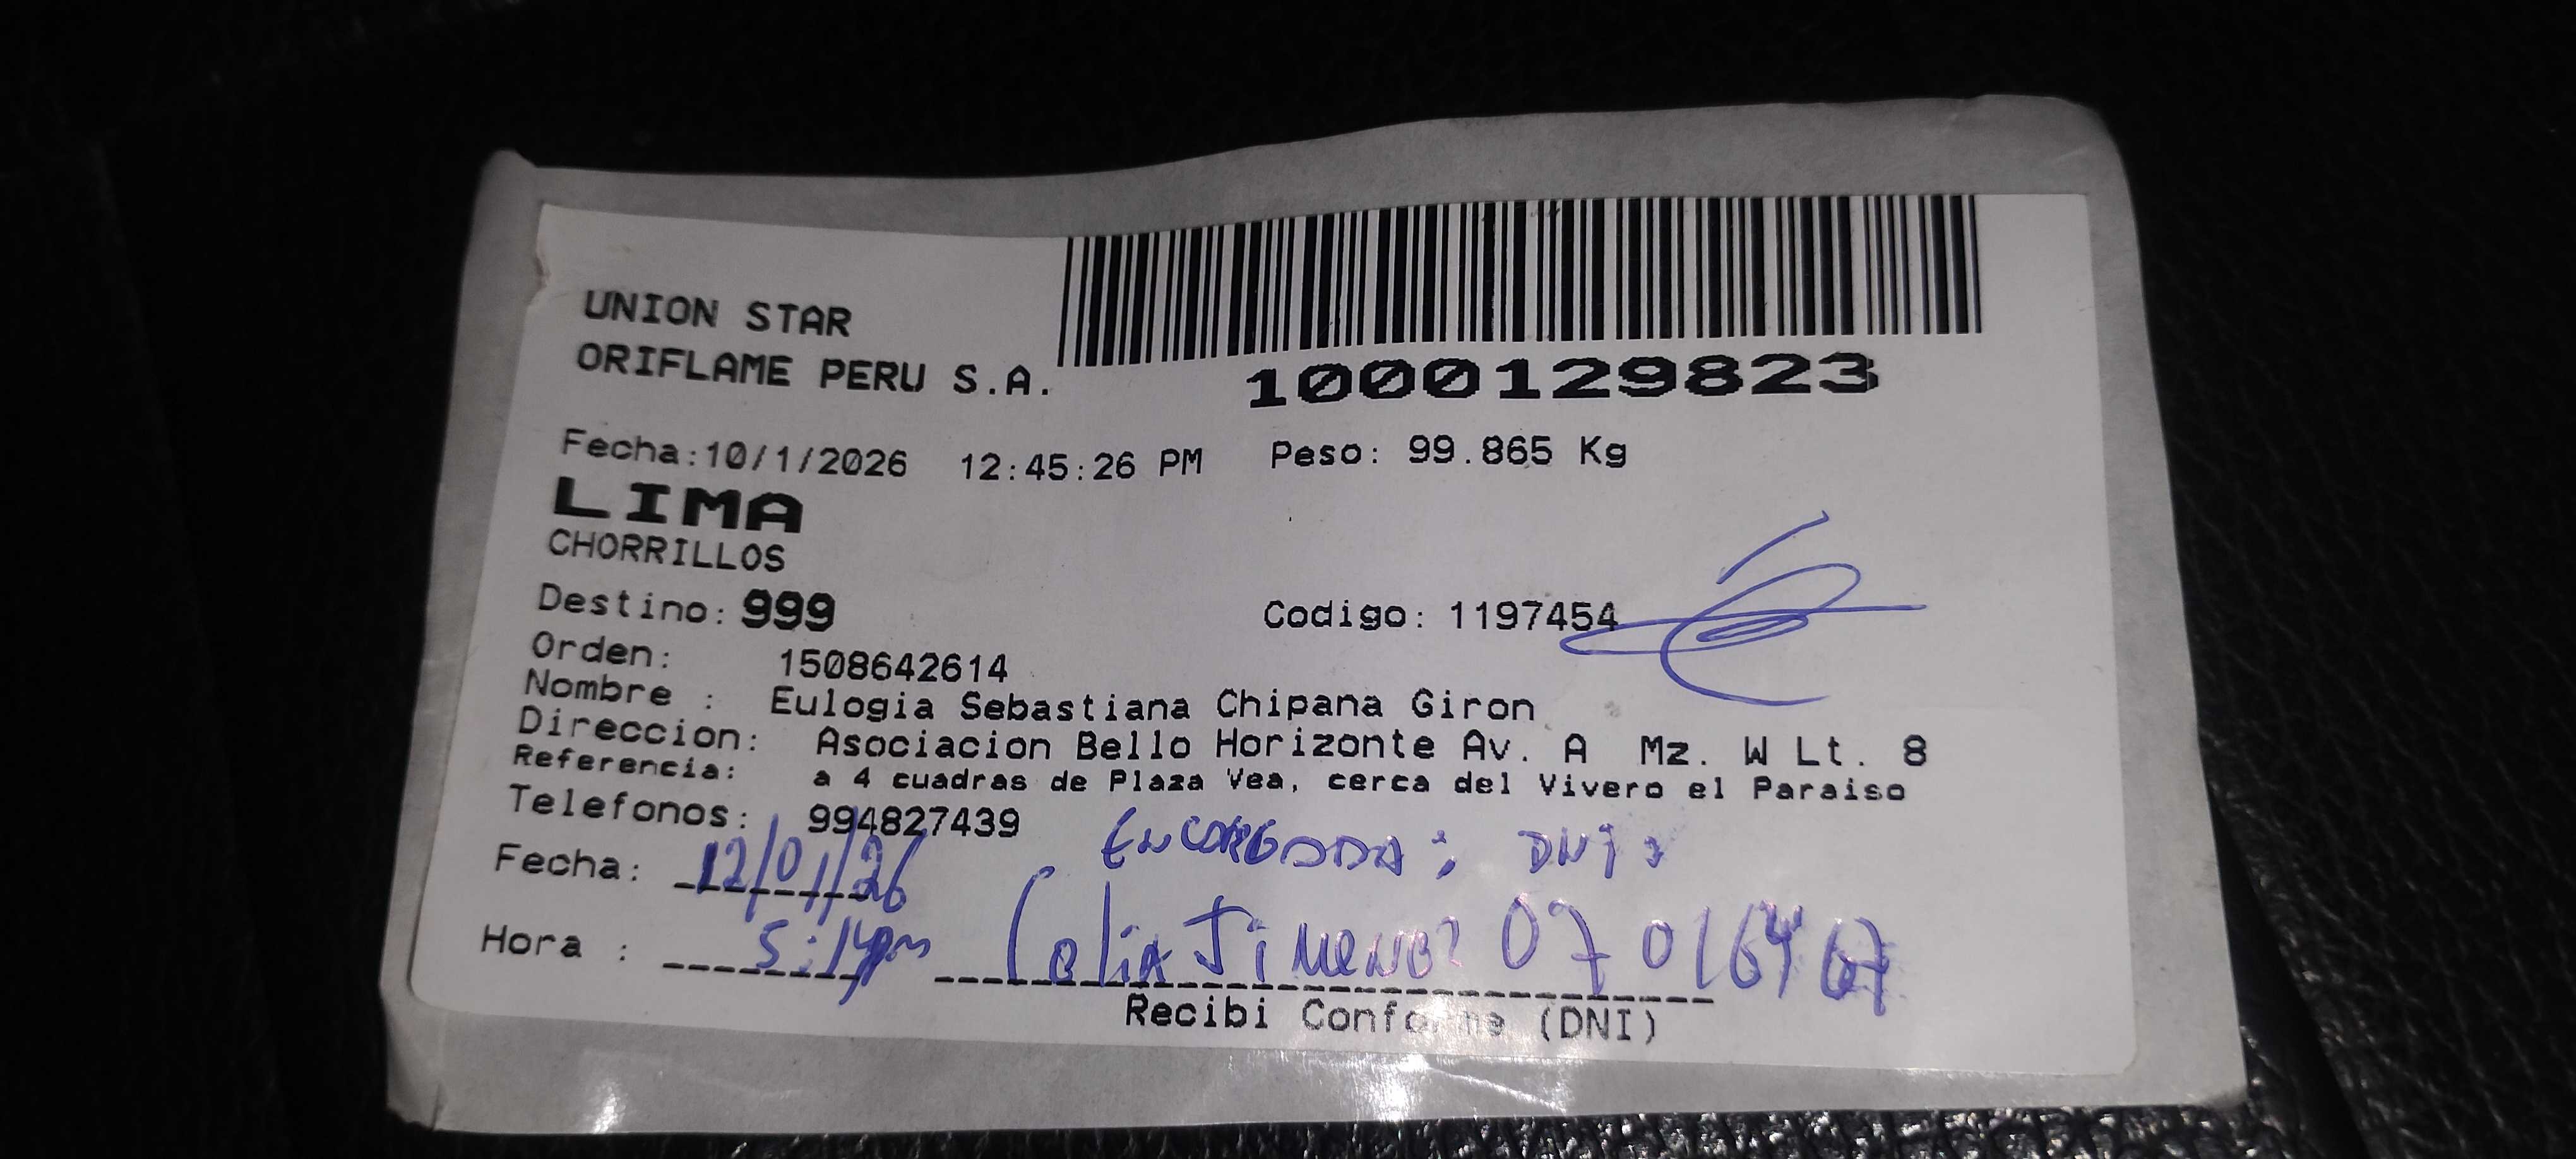 UNION STAR
ORIFLAME PERU S.A.
1000129823
Fecha:10/1/2026 12:45:26 PM Peso: 99.865 Kg
LIMA
CHORRILLOS
Destino: 999 Codigo: 1197454
Orden: 1508642614
Nombre : Eulogia Sebastiana Chipana Giron
Direccion: Asociacion Bello Horizonte Av. A Mz. W Lt. 8
Referencia: a 4 cuadras de Plaza Vea, cerca del Vivero el Paraiso
Telefonos: 994827439
ENCARGADA: DNI:
Fecha: 12/01/26
Hora : 5:14pm Celia Jimenez 07016467
Recibi Conforme (DNI)